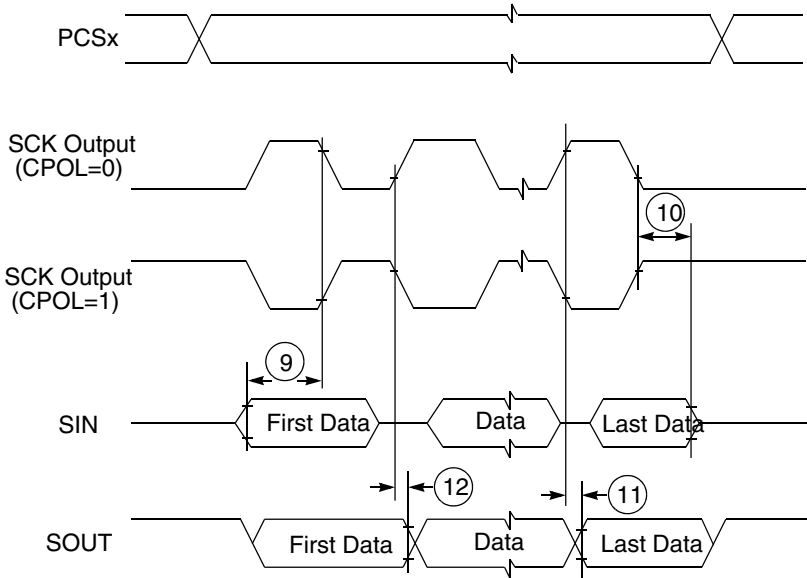 PCSx
SCK Output
(CPOL=0)
10
SCK Output
(CPOL=1)
9
SIN
First Data
Data
Last Data
12
11
SOUT
First Data
Data
Last Data